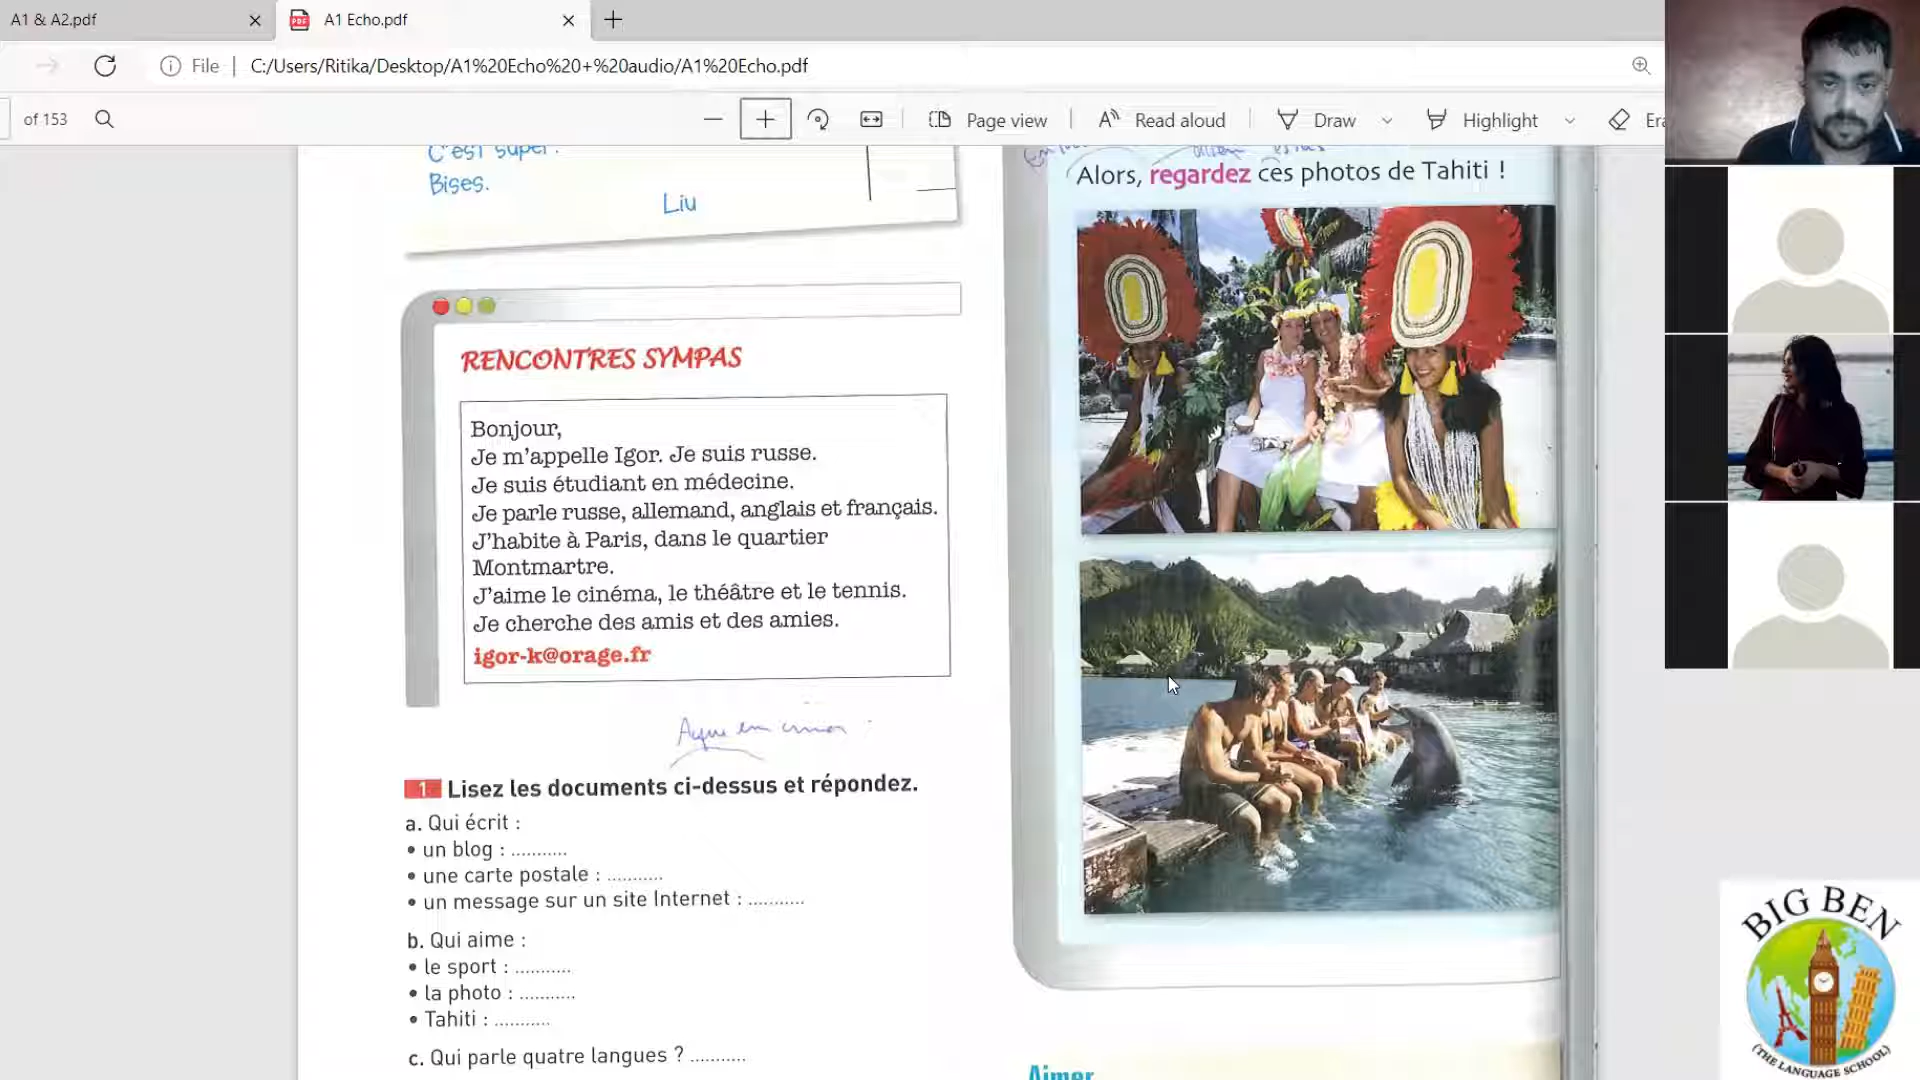 A1 & A2.pdf
A1 Echo.pdf
File
C:/Users/Ritika/Desktop/A1%20Echo%20+%20audio/A1%20Echo.pdf
of 153
Page view
Read aloud
Draw
Highlight
Era
C'est super.
Bises.
Liu
RENCONTRES SYMPAS
Bonjour,
Je m'appelle Igor. Je suis russe.
Je suis étudiant en médecine.
Je parle russe, allemand, anglais et français.
J'habite à Paris, dans le quartier
Montmartre.
J'aime le cinéma, le théâtre et le tennis.
Je cherche des amis et des amies.
igor-k@orage.fr
1 Lisez les documents ci-dessus et répondez.
a. Qui écrit :
• un blog : ...........
• une carte postale : ...........
• un message sur un site Internet : ...........
b. Qui aime :
• le sport : ...........
• la photo : ...........
• Tahiti : ...........
c. Qui parle quatre langues ? ...........
Alors, regardez ces photos de Tahiti !
Aimer
BIG BEN
(THE LANGUAGE SCHOOL)